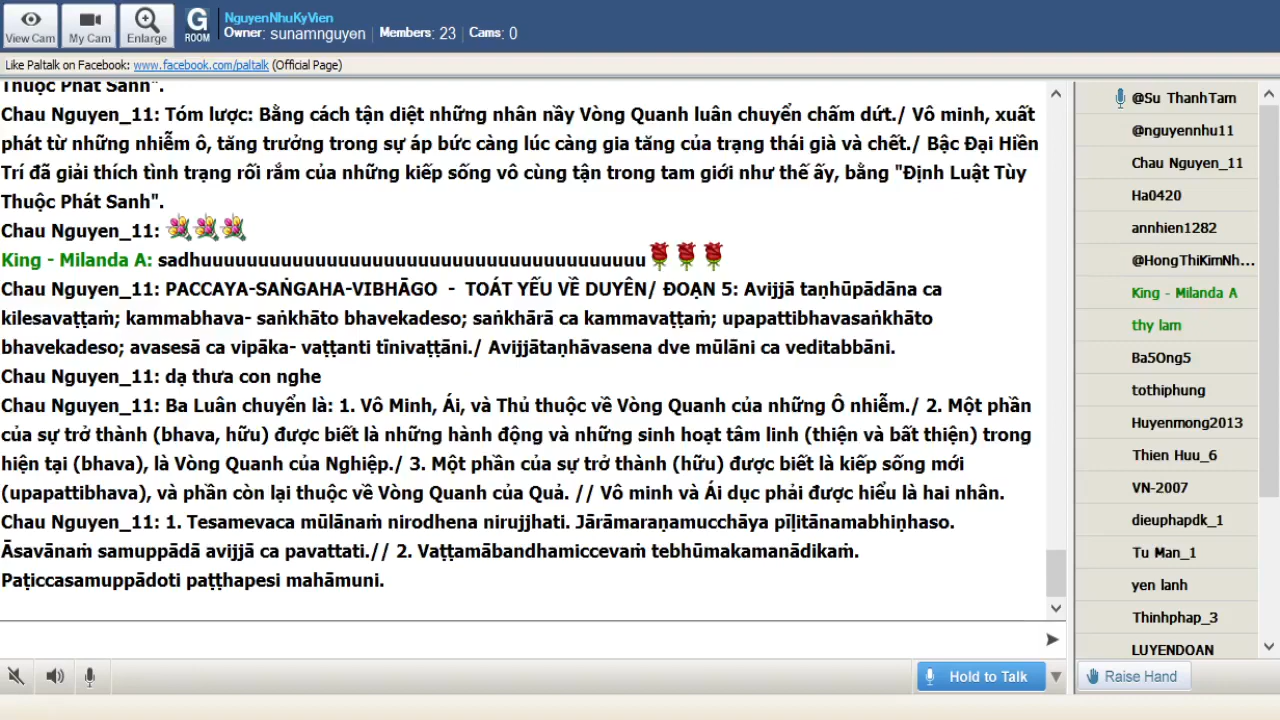 View Cam
My Cam
Enlarge
G
ROOM
NguyenNhuKyVien
Owner: sunamnguyen | Members: 23 | Cams: 0
Like Paltalk on Facebook: www.facebook.com/paltalk (Official Page)
Thuộc Phát Sanh".
Chau Nguyen_11: Tóm lược: Bằng cách tận diệt những nhân nầy Vòng Quanh luân chuyển chấm dứt./ Vô minh, xuất
phát từ những nhiễm ô, tăng trưởng trong sự áp bức càng lúc càng gia tăng của trạng thái già và chết./ Bậc Đại Hiền
Trí đã giải thích tình trạng rối rắm của những kiếp sống vô cùng tận trong tam giới như thế ấy, bằng "Định Luật Tùy
Thuộc Phát Sanh".
Chau Nguyen_11:
King - Milanda A: sadhuuuuuuuuuuuuuuuuuuuuuuuuuuuuuuuuuuuuuuu
Chau Nguyen_11: PACCAYA-SAṄGAHA-VIBHĀGO - TOÁT YẾU VỀ DUYÊN/ ĐOẠN 5: Avijjā taṇhūpādāna ca
kilesavaṭṭaṁ; kammabhava- saṅkhāto bhavekadeso; saṅkhārā ca kammavaṭṭaṁ; upapattibhavasaṅkhāto
bhavekadeso; avasesā ca vipāka- vaṭṭanti tīnivaṭṭāni./ Avijjātaṇhāvasena dve mūlāni ca veditabbāni.
Chau Nguyen_11: dạ thưa con nghe
Chau Nguyen_11: Ba Luân chuyển là: 1. Vô Minh, Ái, và Thủ thuộc về Vòng Quanh của những Ô nhiễm./ 2. Một phần
của sự trở thành (bhava, hữu) được biết là những hành động và những sinh hoạt tâm linh (thiện và bất thiện) trong
hiện tại (bhava), là Vòng Quanh của Nghiệp./ 3. Một phần của sự trở thành (hữu) được biết là kiếp sống mới
(upapattibhava), và phần còn lại thuộc về Vòng Quanh của Quả. // Vô minh và Ái dục phải được hiểu là hai nhân.
Chau Nguyen_11: 1. Tesamevaca mūlānaṁ nirodhena nirujjhati. Jārāmaraṇamucchāya pīḷitānamabhiṇhaso.
Āsavānaṁ samuppādā avijjā ca pavattati.// 2. Vaṭṭamābandhamiccevaṁ tebhūmakamanādikaṁ.
Paṭiccasamuppādoti paṭṭhapesi mahāmuni.
@Su ThanhTam
@nguyennhu11
Chau Nguyen_11
Ha0420
annhien1282
@HongThiKimNh...
King - Milanda A
thy lam
Ba5Ong5
tothiphung
Huyenmong2013
Thien Huu_6
VN-2007
dieuphapdk_1
Tu Man_1
yen lanh
Thinhphap_3
LUYENDOAN
Hold to Talk
Raise Hand